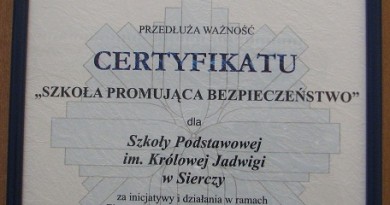 PRZEDŁUŻA WAŻNOŚĆ
CERTYFIKATU
„SZKOŁA PROMUJĄCA BEZPIECZEŃSTWO”
dla
Szkoły Podstawowej
im. Królowej Jadwigi
w Sierczy
za inicjatywy i działania w ramach